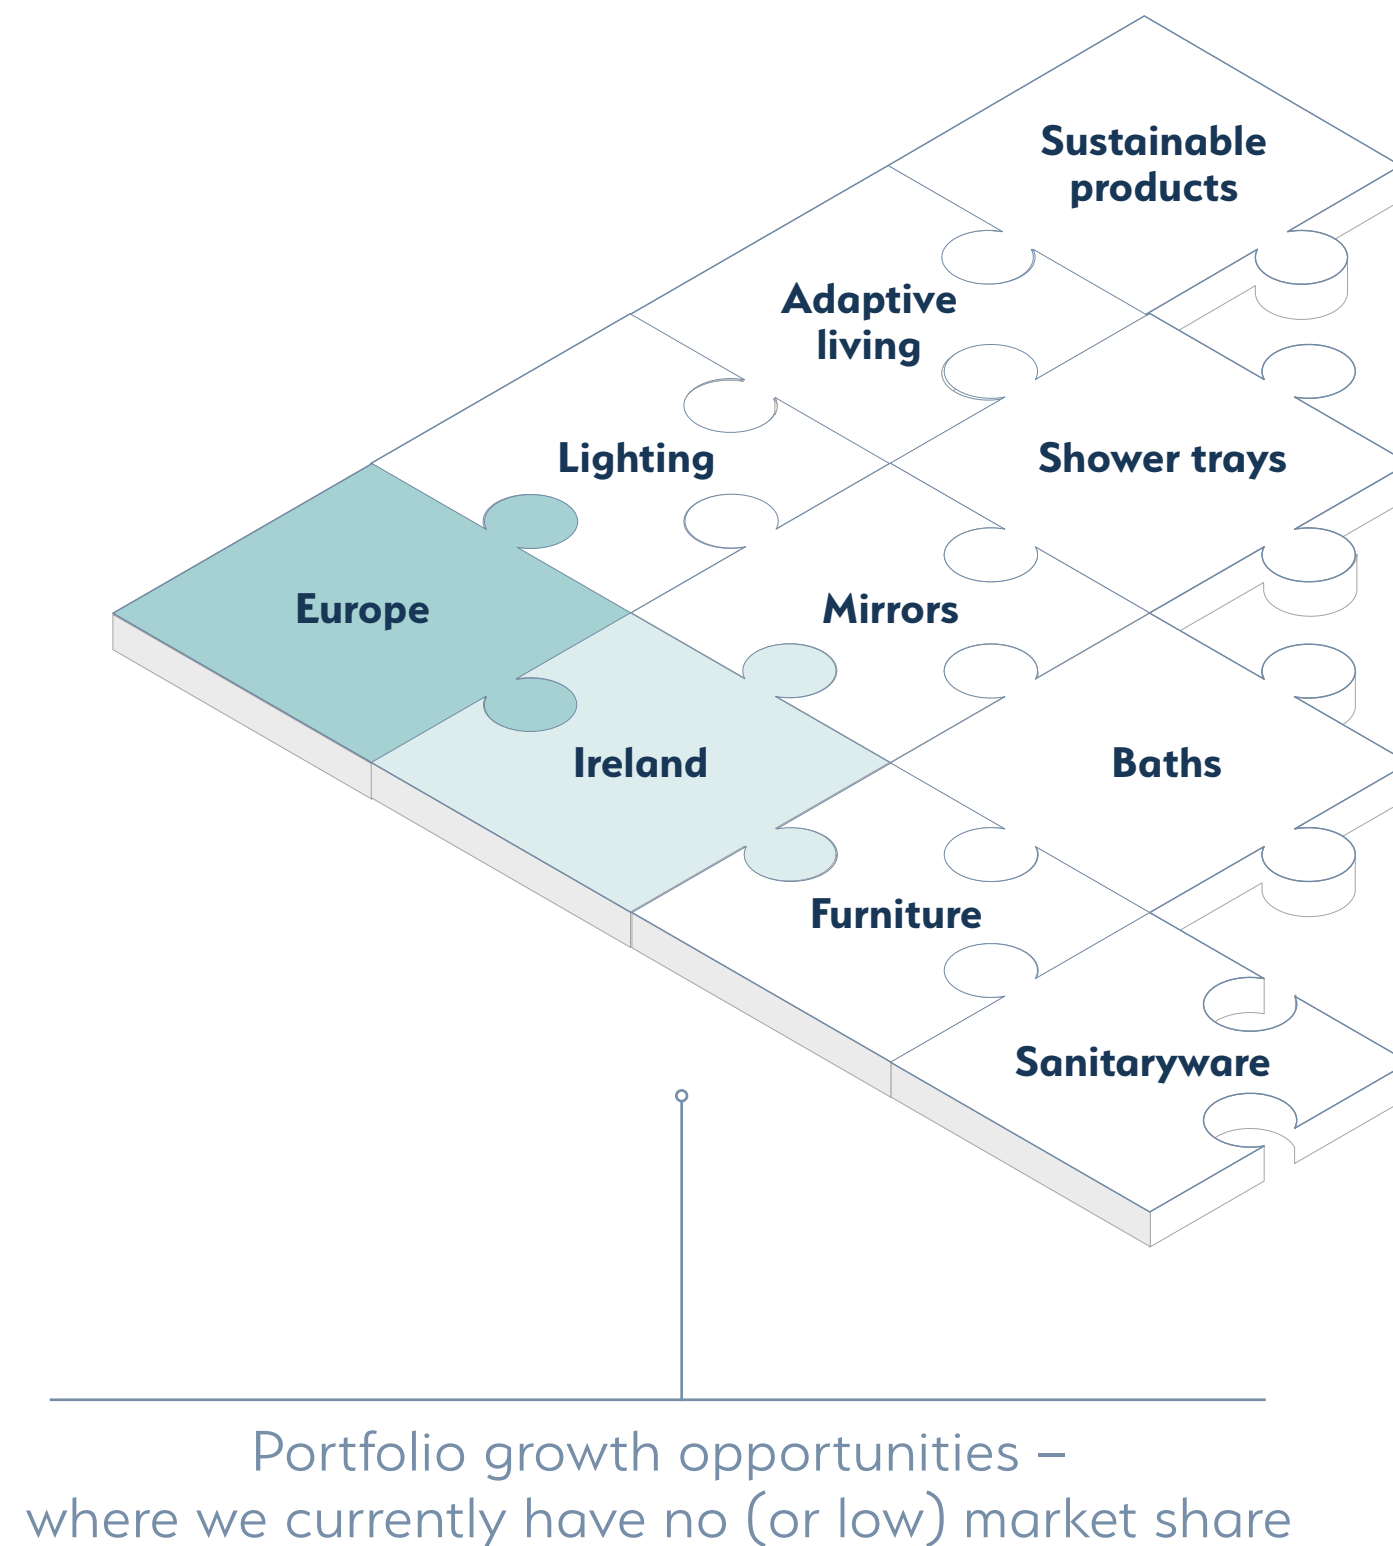 Sustainable
products
Adaptive
living
Lighting
Shower trays
Europe
Mirrors
Ireland
Baths
Furniture
Sanitaryware
Portfolio growth opportunities –
where we currently have no (or low) market share